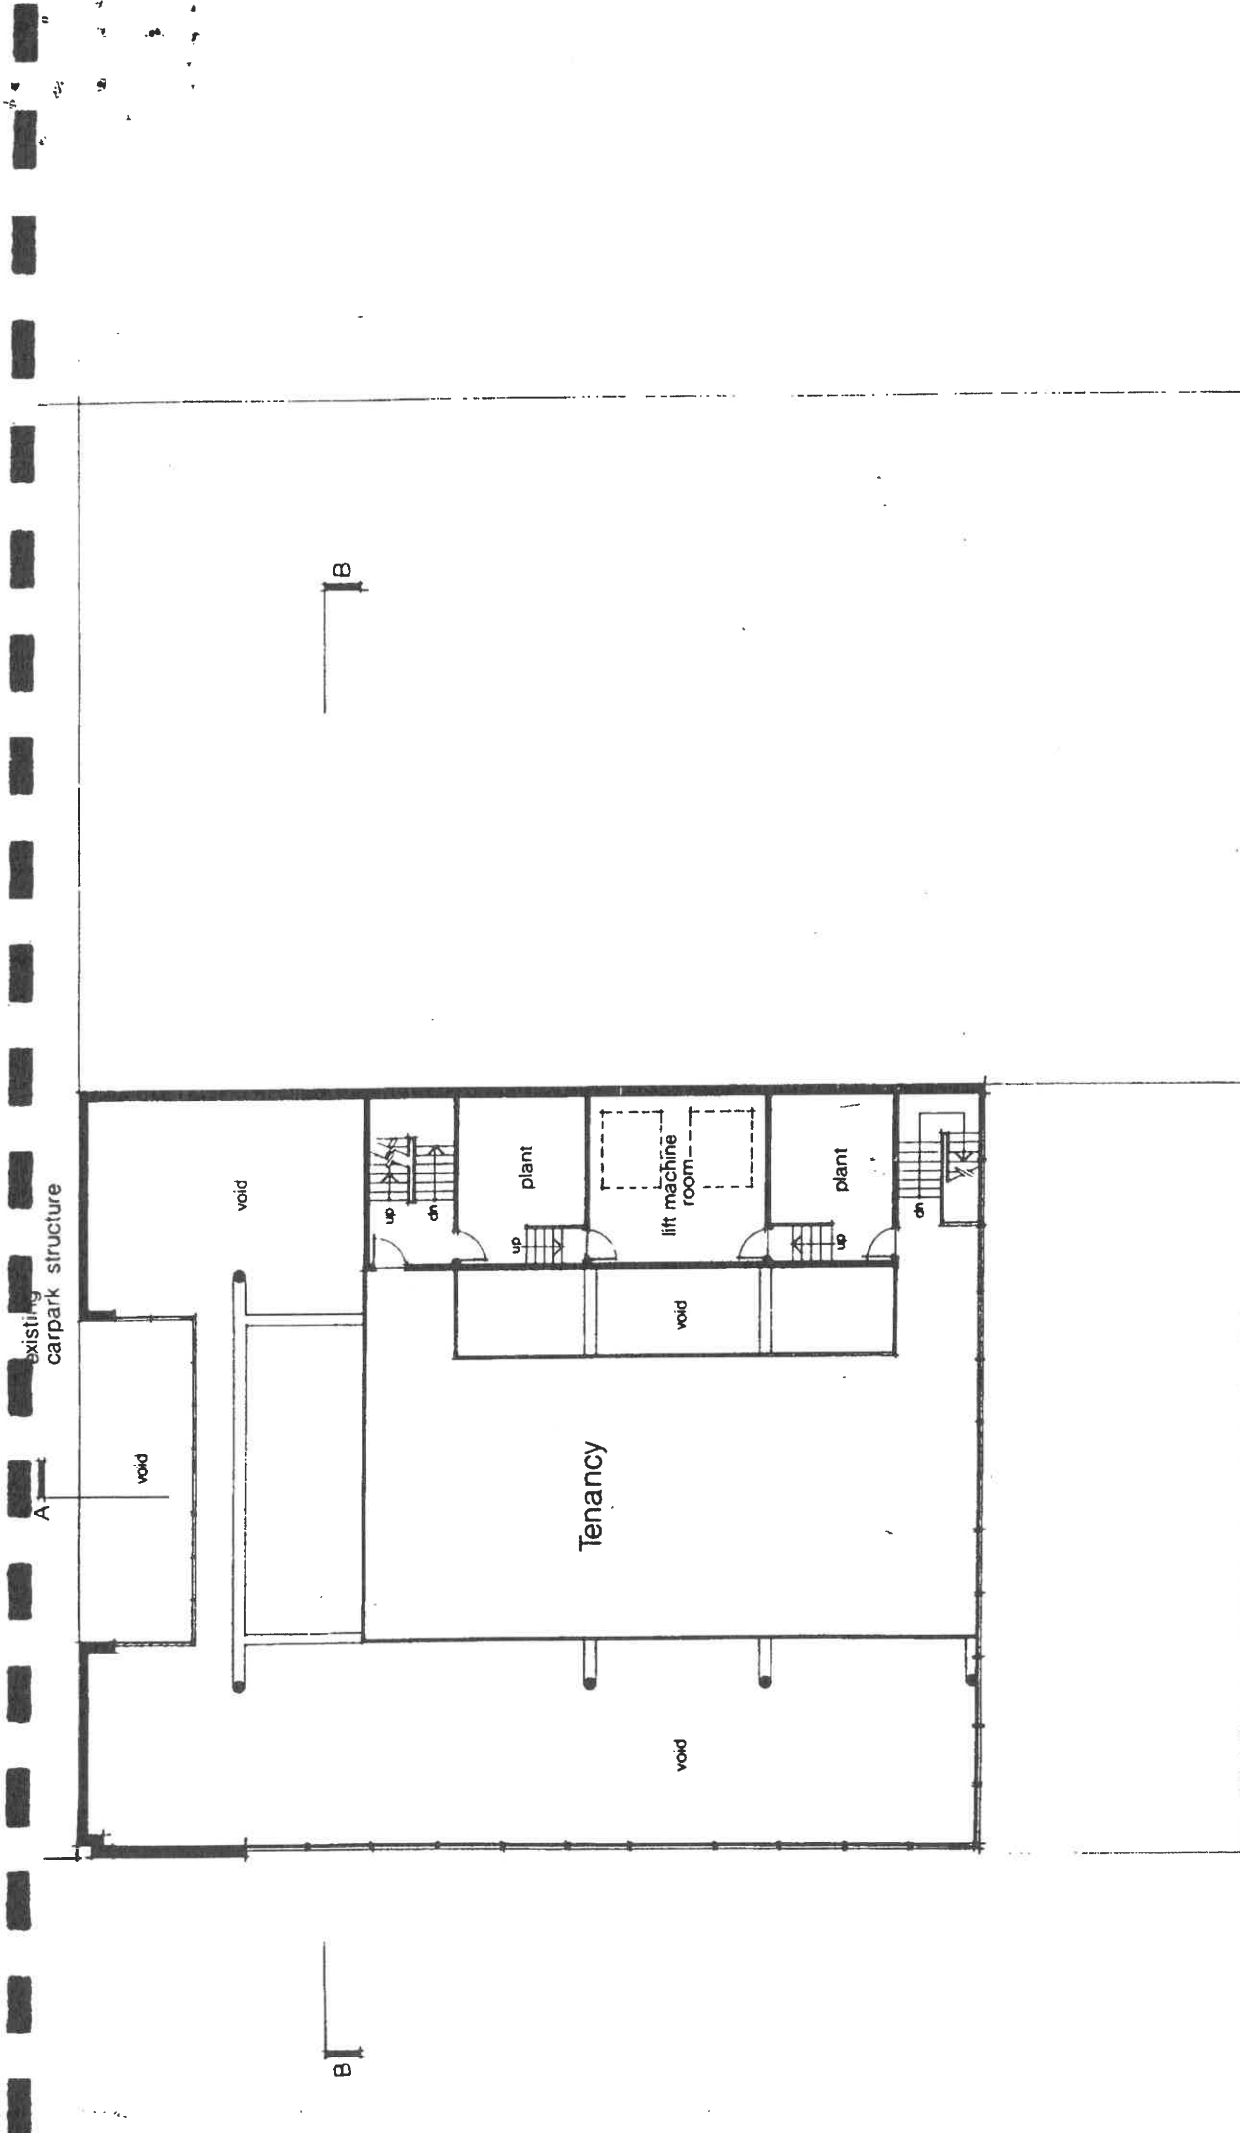 existing
carpark structure
A
B
void
void
up
dn
plant
up
lift machine
room
plant
up
dn
void
Tenancy
void
B